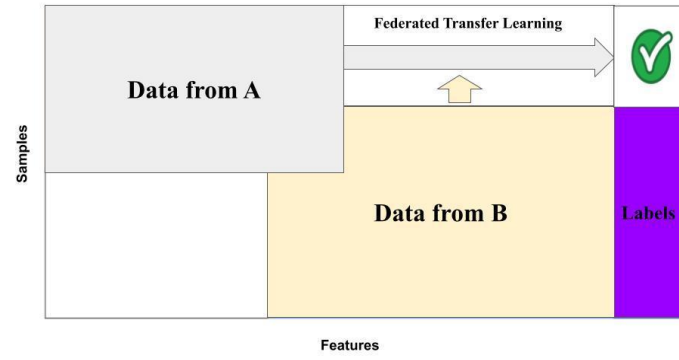 Federated Transfer Learning
Data from A
Samples
Data from B
Labels
Features